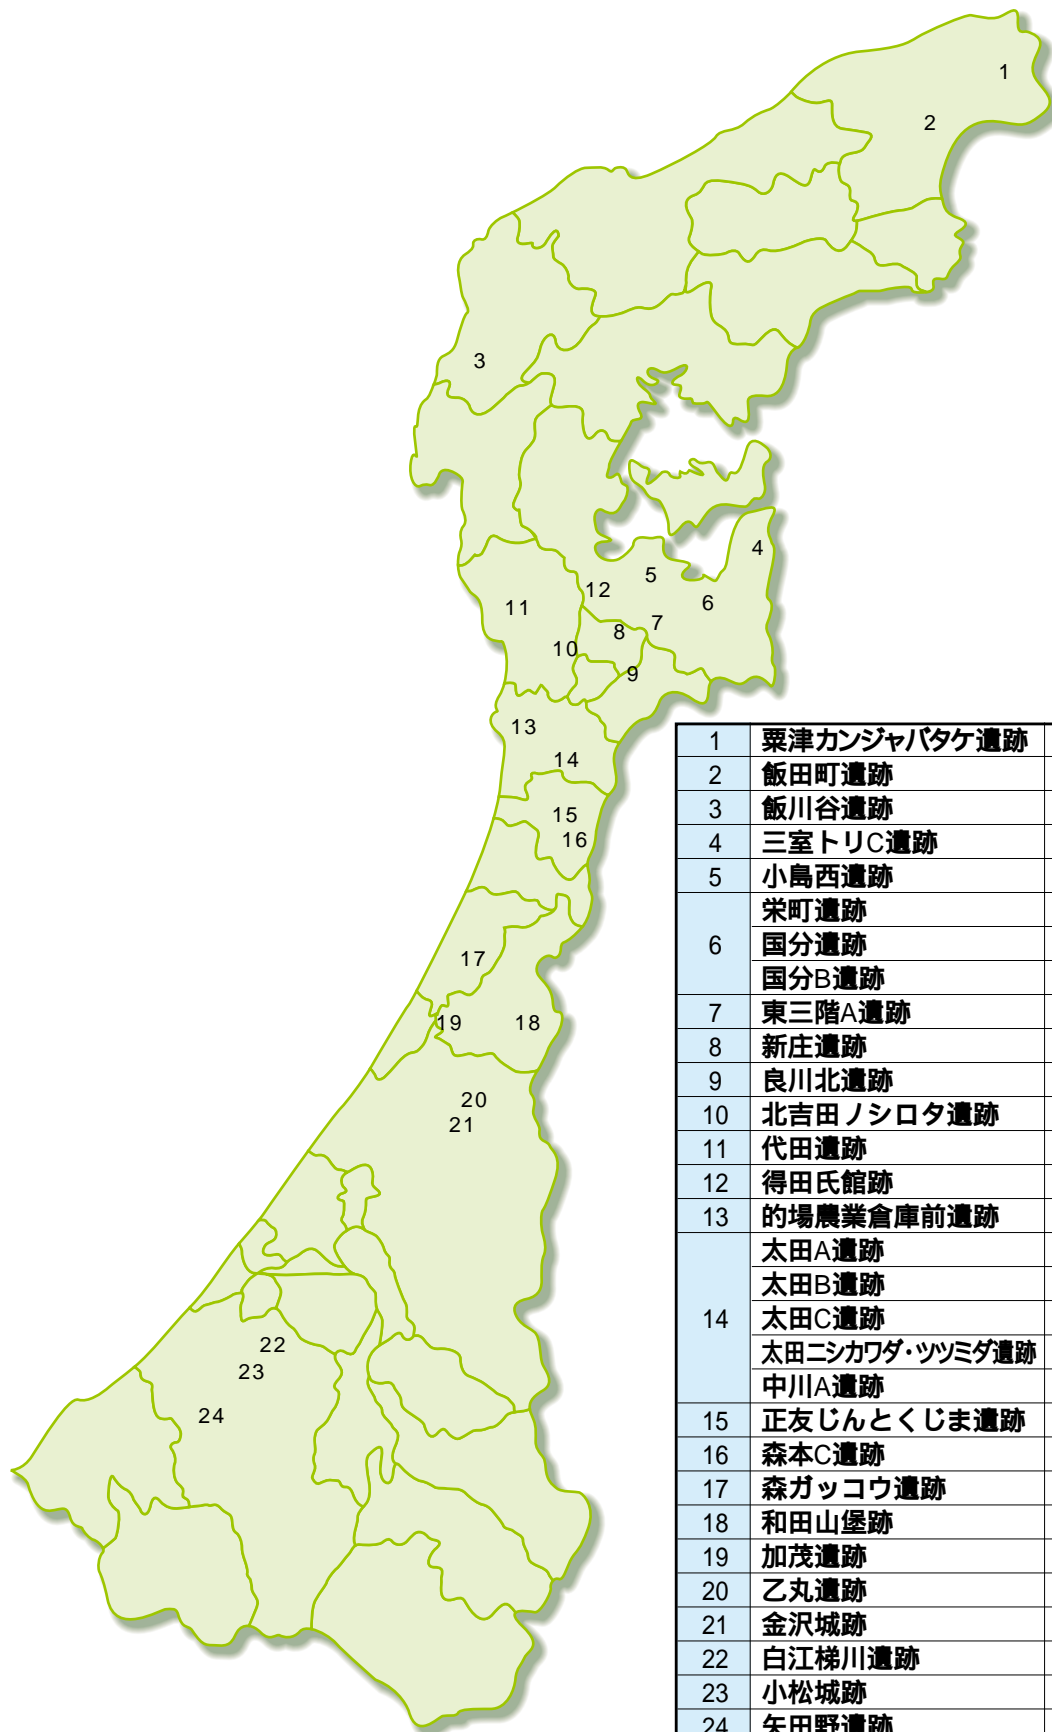 1
2
3
4
5
6
7
8
9
10
11
12
13
14
15
16
17
18
19
20
21
22
23
24
1 粟津カンジャバタケ遺跡
2 飯田町遺跡
3 飯川谷遺跡
4 三室トリC遺跡
5 小島西遺跡
6 栄町遺跡
国分遺跡
国分B遺跡
7 東三階A遺跡
8 新庄遺跡
9 良川北遺跡
10 北吉田ノシロタ遺跡
11 代田遺跡
12 得田氏館跡
13 的場農業倉庫前遺跡
14 太田A遺跡
太田B遺跡
太田C遺跡
太田ニシカワダ・ツツミダ遺跡
中川A遺跡
15 正友じんとくじま遺跡
16 森本C遺跡
17 森ガッコウ遺跡
18 和田山堡跡
19 加茂遺跡
20 乙丸遺跡
21 金沢城跡
22 白江梯川遺跡
23 小松城跡
24 矢田野遺跡